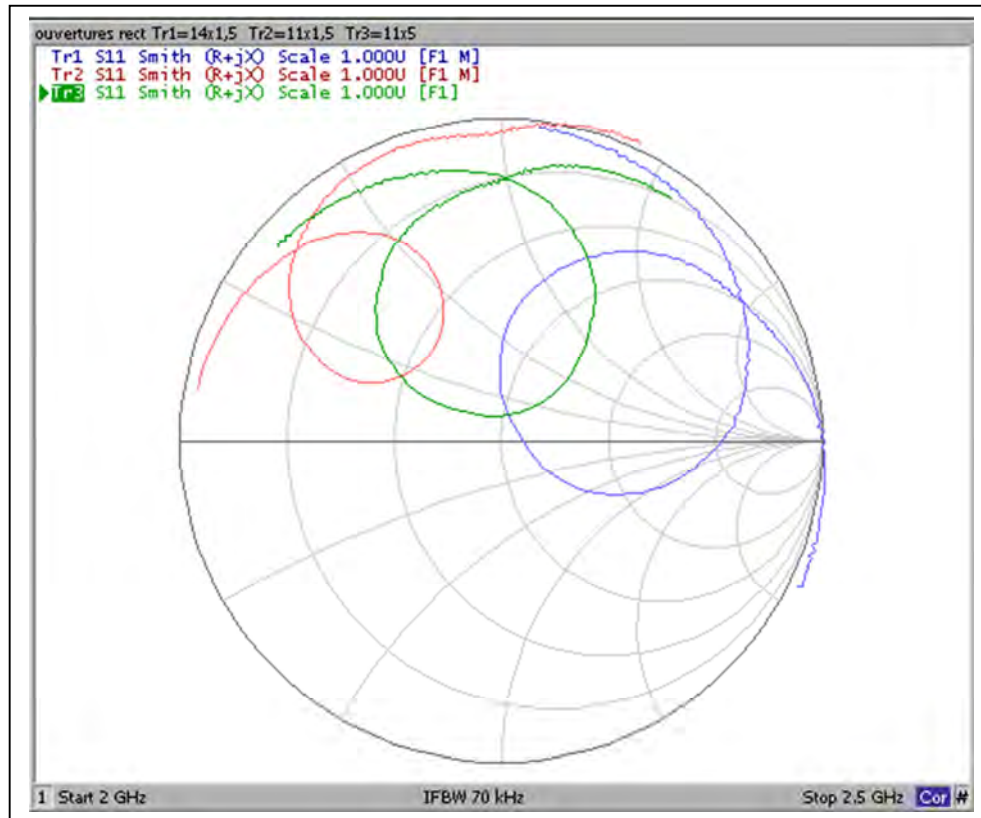 ouvertures rect Tr1=14x1,5 Tr2=11x1,5 Tr3=11x5
Tr1 S11 Smith (R+jX) Scale 1.000U [F1 M]
Tr2 S11 Smith (R+jX) Scale 1.000U [F1 M]
Tr3 S11 Smith (R+jX) Scale 1.000U [F1]
1 Start 2 GHz IFBW 70 kHz Stop 2.5 GHz Cor #